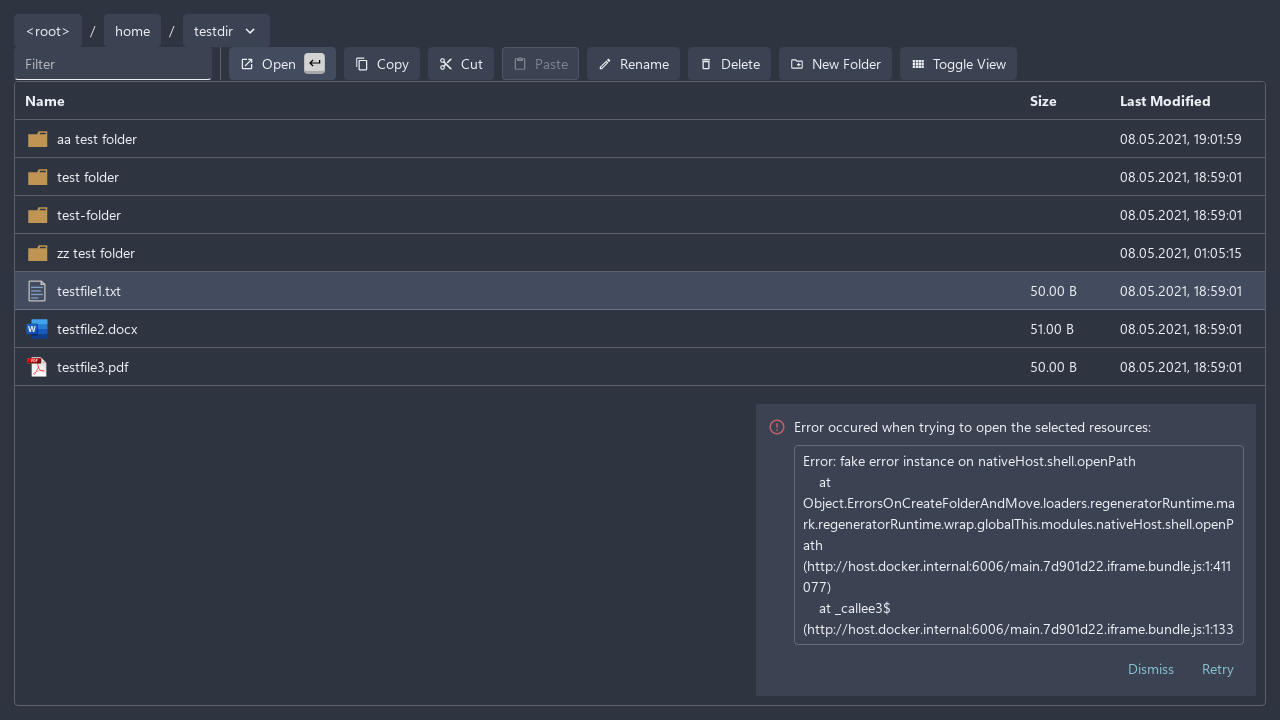 <root> / home / testdir
Filter Open Copy Cut Paste Rename Delete New Folder Toggle View
Name Size Last Modified
aa test folder 08.05.2021, 19:01:59
test folder 08.05.2021, 18:59:01
test-folder 08.05.2021, 18:59:01
zz test folder 08.05.2021, 01:05:15
testfile1.txt 50.00 B 08.05.2021, 18:59:01
W testfile2.docx 51.00 B 08.05.2021, 18:59:01
PDF testfile3.pdf 50.00 B 08.05.2021, 18:59:01
Error occured when trying to open the selected resources:
Error: fake error instance on nativeHost.shell.openPath
at
Object.ErrorsOnCreateFolderAndMove.loaders.regeneratorRuntime.ma
rk.regeneratorRuntime.wrap.globalThis.modules.nativeHost.shell.openP
ath
(http://host.docker.internal:6006/main.7d901d22.iframe.bundle.js:1:411
077)
at _callee3$
(http://host.docker.internal:6006/main.7d901d22.iframe.bundle.js:1:133
Dismiss Retry